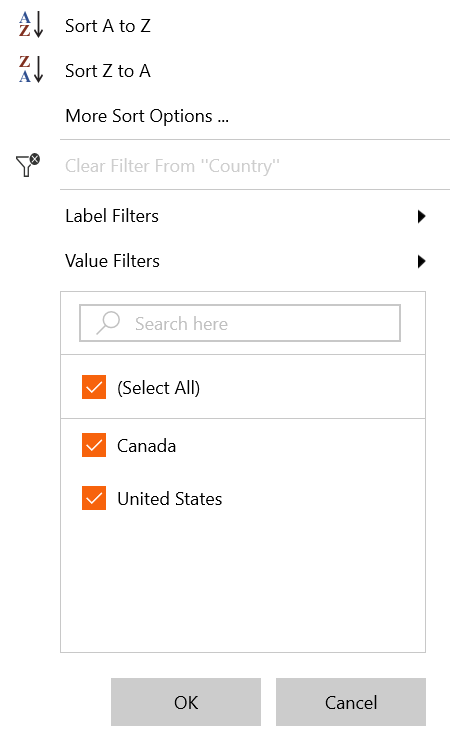 Sort A to Z
Sort Z to A
More Sort Options ...
Clear Filter From "Country"
Label Filters
Value Filters
Search here
(Select All)
Canada
United States
OK
Cancel